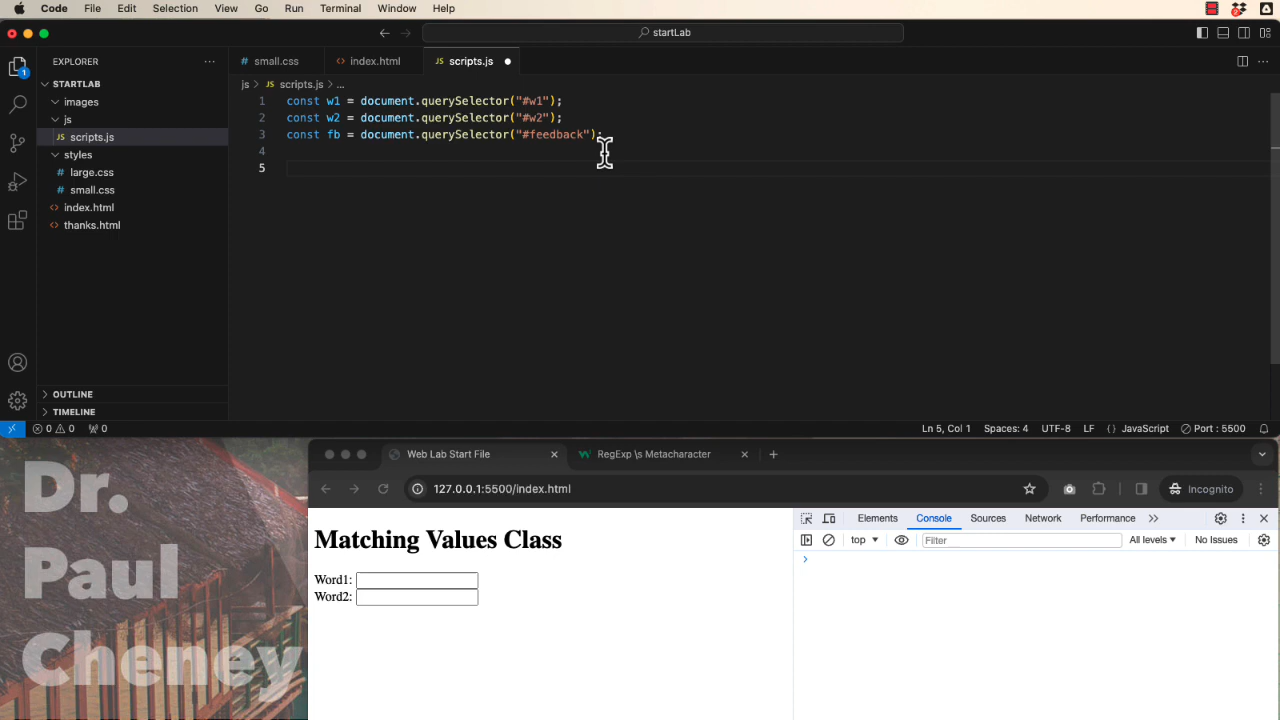 Code File Edit Selection View Go Run Terminal Window Help
startLab
EXPLORER
small.css
index.html
scripts.js
STARTLAB
js > scripts.js > ...
images
js
scripts.js
styles
large.css
small.css
index.html
thanks.html
1 const w1 = document.querySelector("#w1");
2 const w2 = document.querySelector("#w2");
3 const fb = document.querySelector("#feedback");
4
5
1
OUTLINE
TIMELINE
0 0 0
Ln 5, Col 1 Spaces: 4 UTF-8 LF {} JavaScript Port : 5500
Web Lab Start File
RegExp \s Metacharacter
127.0.0.1:5500/index.html
Incognito
Elements Console Sources Network Performance
top Filter All levels No Issues
Matching Values Class
Word1:
Word2:
Dr.
Paul
Cheney